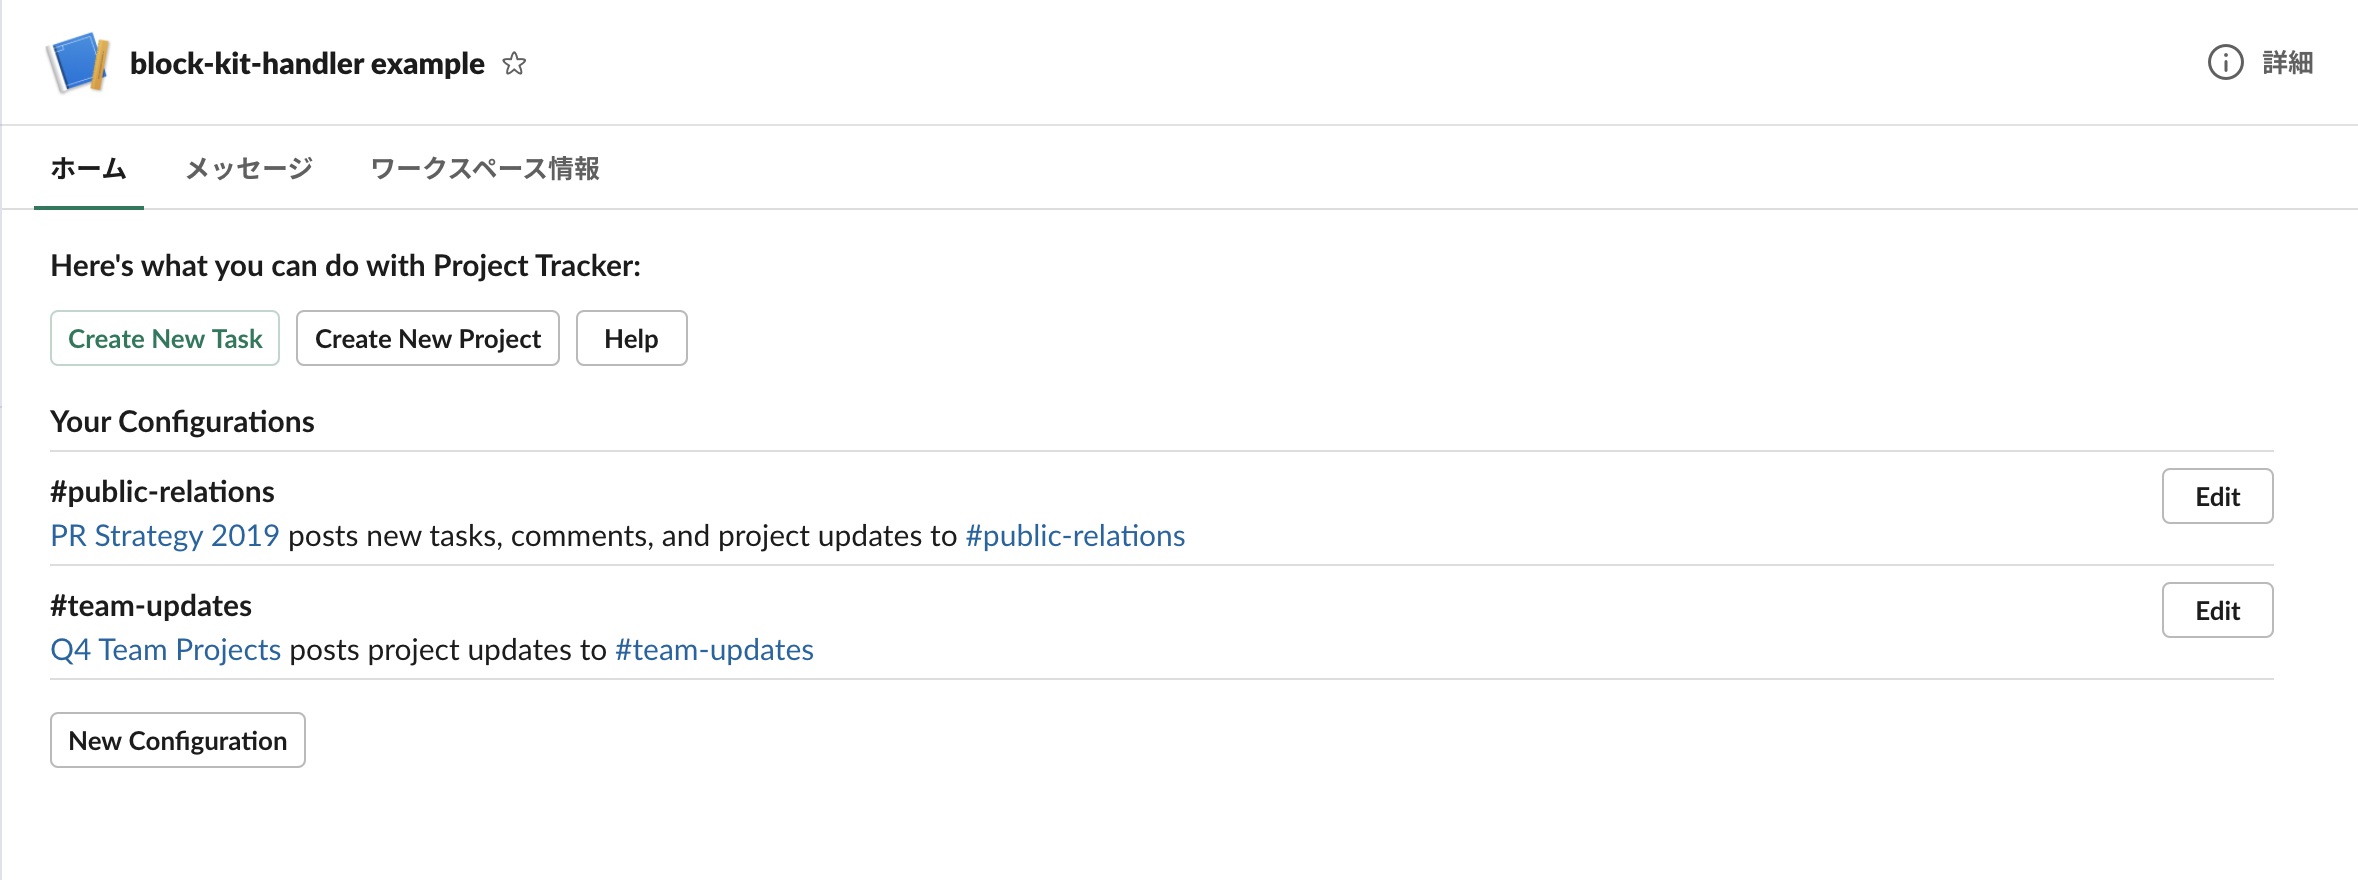 block-kit-handler example
詳細
ホーム メッセージ ワークスペース情報
Here's what you can do with Project Tracker:
Create New Task Create New Project Help
Your Configurations
#public-relations
Edit
PR Strategy 2019 posts new tasks, comments, and project updates to #public-relations
#team-updates
Edit
Q4 Team Projects posts project updates to #team-updates
New Configuration